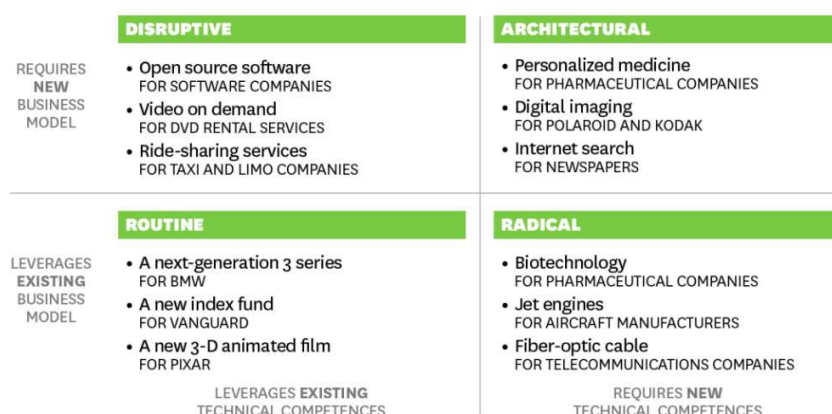 DISRUPTIVE
ARCHITECTURAL
REQUIRES
NEW
BUSINESS
MODEL
• Open source software
FOR SOFTWARE COMPANIES
• Video on demand
FOR DVD RENTAL SERVICES
• Ride-sharing services
FOR TAXI AND LIMO COMPANIES
• Personalized medicine
FOR PHARMACEUTICAL COMPANIES
• Digital imaging
FOR POLAROID AND KODAK
• Internet search
FOR NEWSPAPERS
ROUTINE
RADICAL
LEVERAGES
EXISTING
BUSINESS
MODEL
• A next-generation 3 series
FOR BMW
• A new index fund
FOR VANGUARD
• A new 3-D animated film
FOR PIXAR
• Biotechnology
FOR PHARMACEUTICAL COMPANIES
• Jet engines
FOR AIRCRAFT MANUFACTURERS
• Fiber-optic cable
FOR TELECOMMUNICATIONS COMPANIES
LEVERAGES EXISTING
TECHNICAL COMPETENCES
REQUIRES NEW
TECHNICAL COMPETENCES